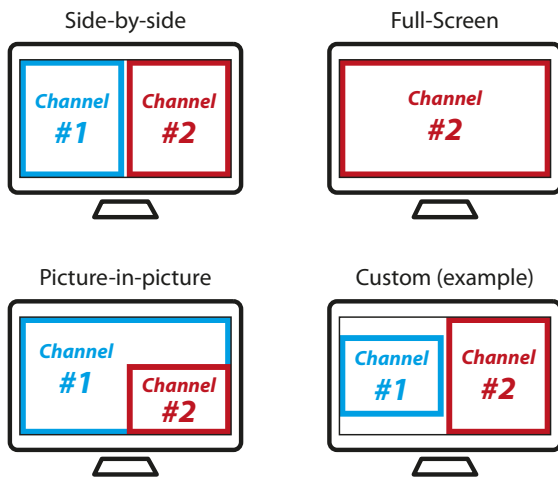 Side-by-side
Channel
#1
Channel
#2
Full-Screen
Channel
#2
Picture-in-picture
Channel
#1
Channel
#2
Custom (example)
Channel
#1
Channel
#2